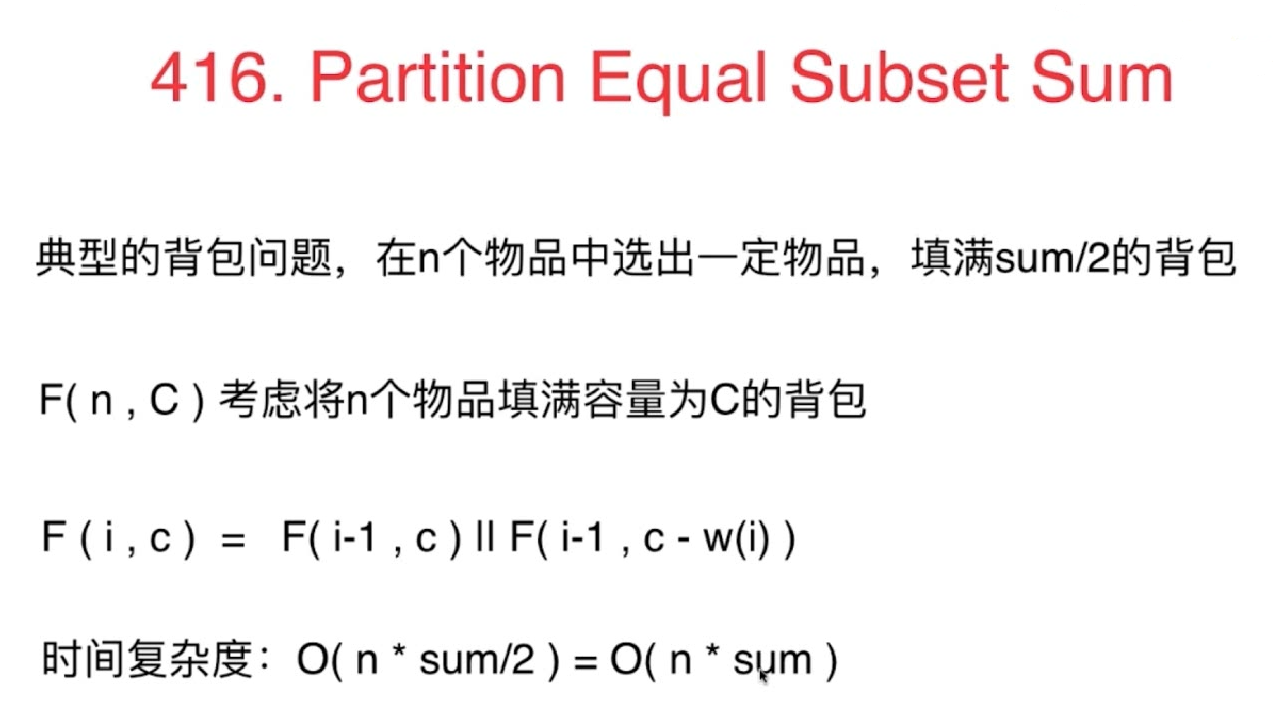 416. Partition Equal Subset Sum
典型的背包问题，在n个物品中选出一定物品，填满sum/2的背包
F( n , C ) 考虑将n个物品填满容量为C的背包
F ( i , c ) = F( i-1 , c ) || F( i-1 , c - w(i) )
时间复杂度：O( n * sum/2 ) = O( n * sum )